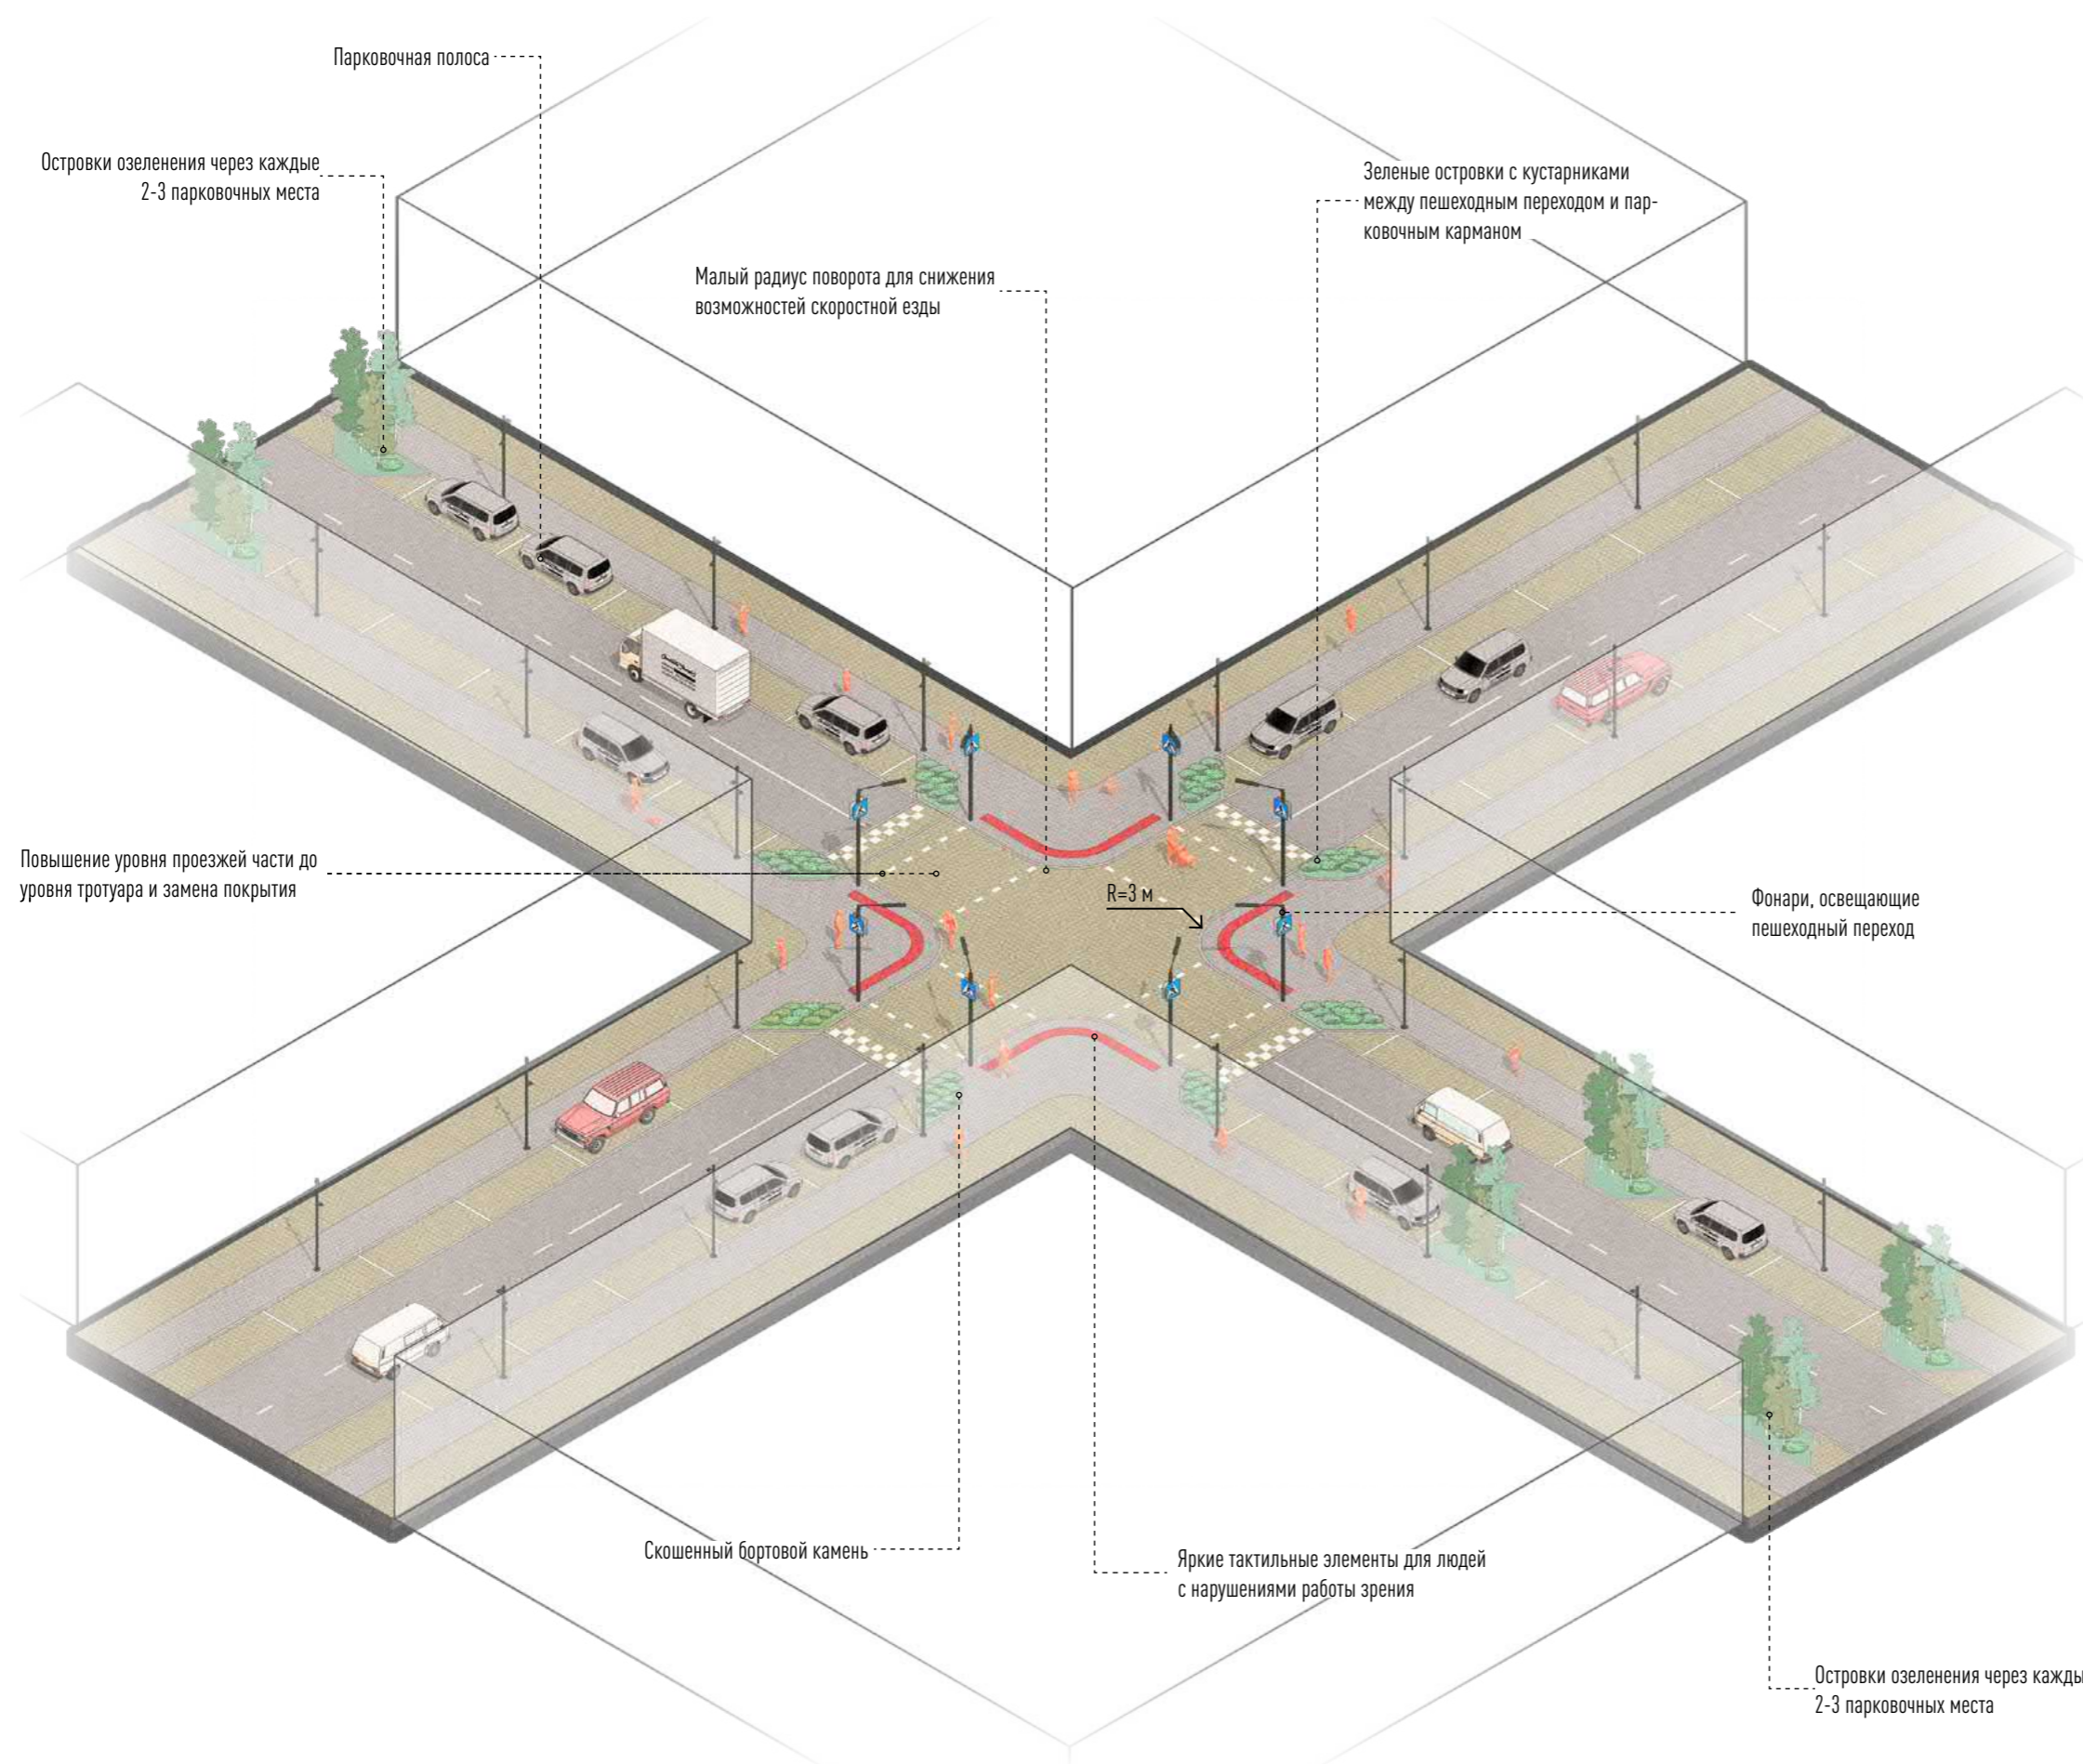 Парковочная полоса
Островки озеленения через каждые
2-3 парковочных места
Зеленые островки с кустарниками
между пешеходным переходом и пар-
ковочным карманом
Малый радиус поворота для снижения
возможностей скоростной езды
Повышение уровня проезжей части до
уровня тротуара и замена покрытия
R=3 м
Фонари, освещающие
пешеходный переход
Скошенный бортовой камень
Яркие тактильные элементы для людей
с нарушениями работы зрения
Островки озеленения через кажды
2-3 парковочных места